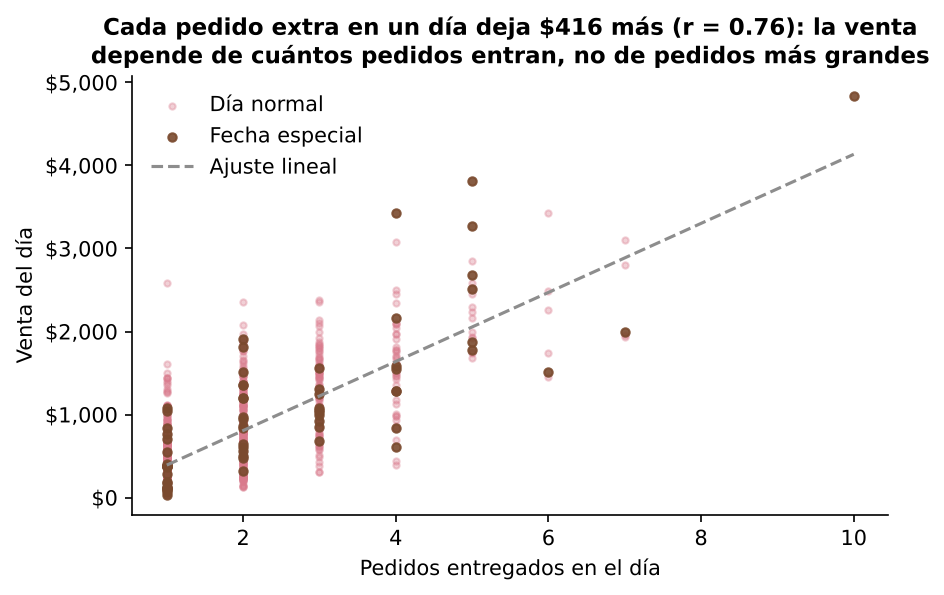 Cada pedido extra en un día deja $416 más (r = 0.76): la venta
depende de cuántos pedidos entran, no de pedidos más grandes
Día normal
Fecha especial
Ajuste lineal
$5,000
$4,000
$3,000
$2,000
$1,000
$0
Venta del día
2 4 6 8 10
Pedidos entregados en el día